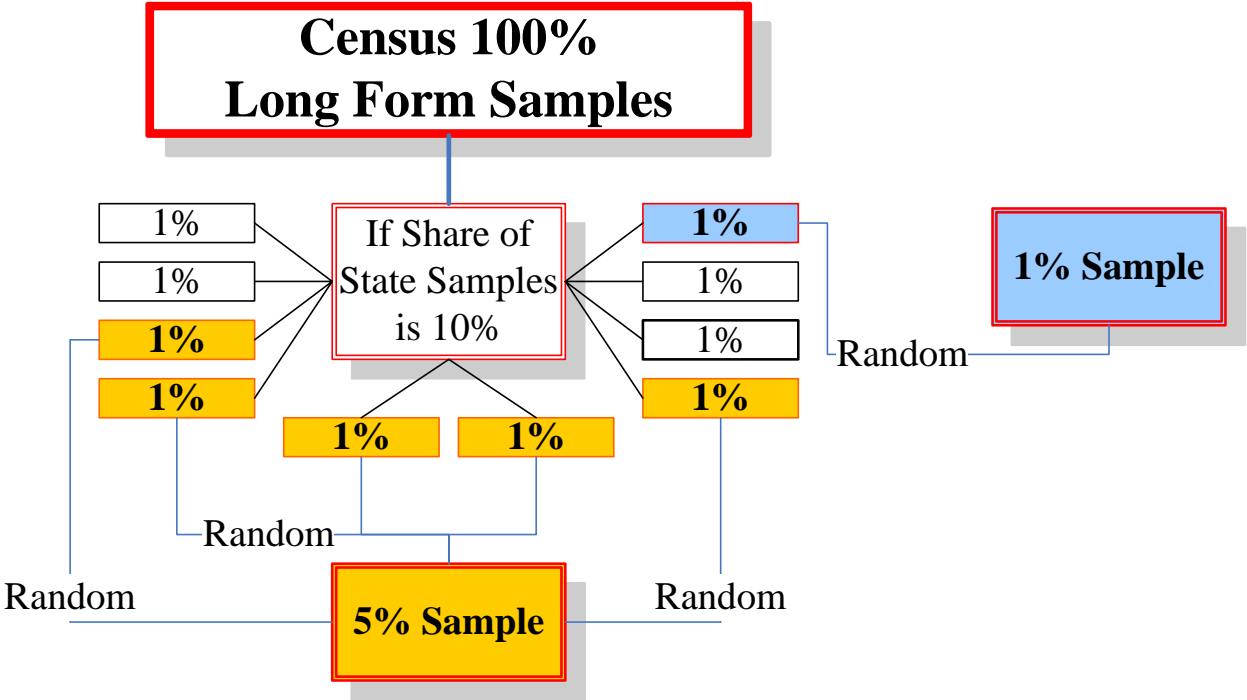 Census 100%
Long Form Samples
1%
1%
1%
1%
If Share of
State Samples
is 10%
1%
1%
1%
1%
1%
1%
1% Sample
Random
Random
Random
Random
5% Sample